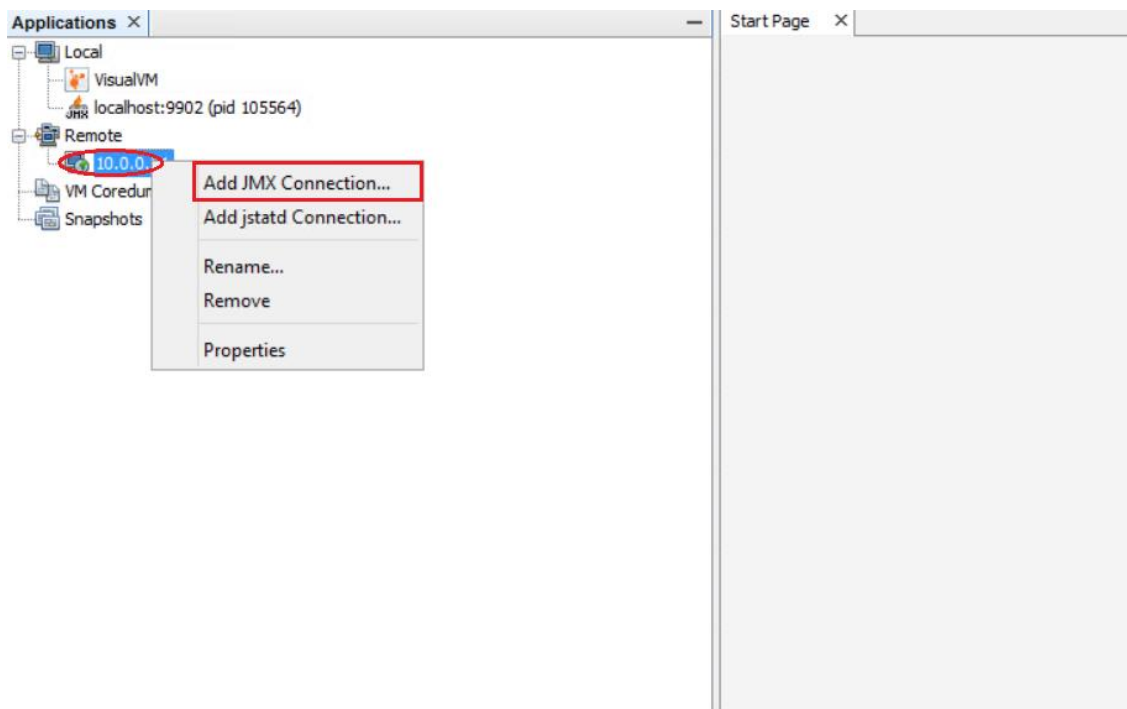 Applications
Start Page
Local
VisualVM
localhost:9902 (pid 105564)
Remote
10.0.0.
VM Coredum
Snapshots
Add JMX Connection...
Add jstatd Connection...
Rename...
Remove
Properties